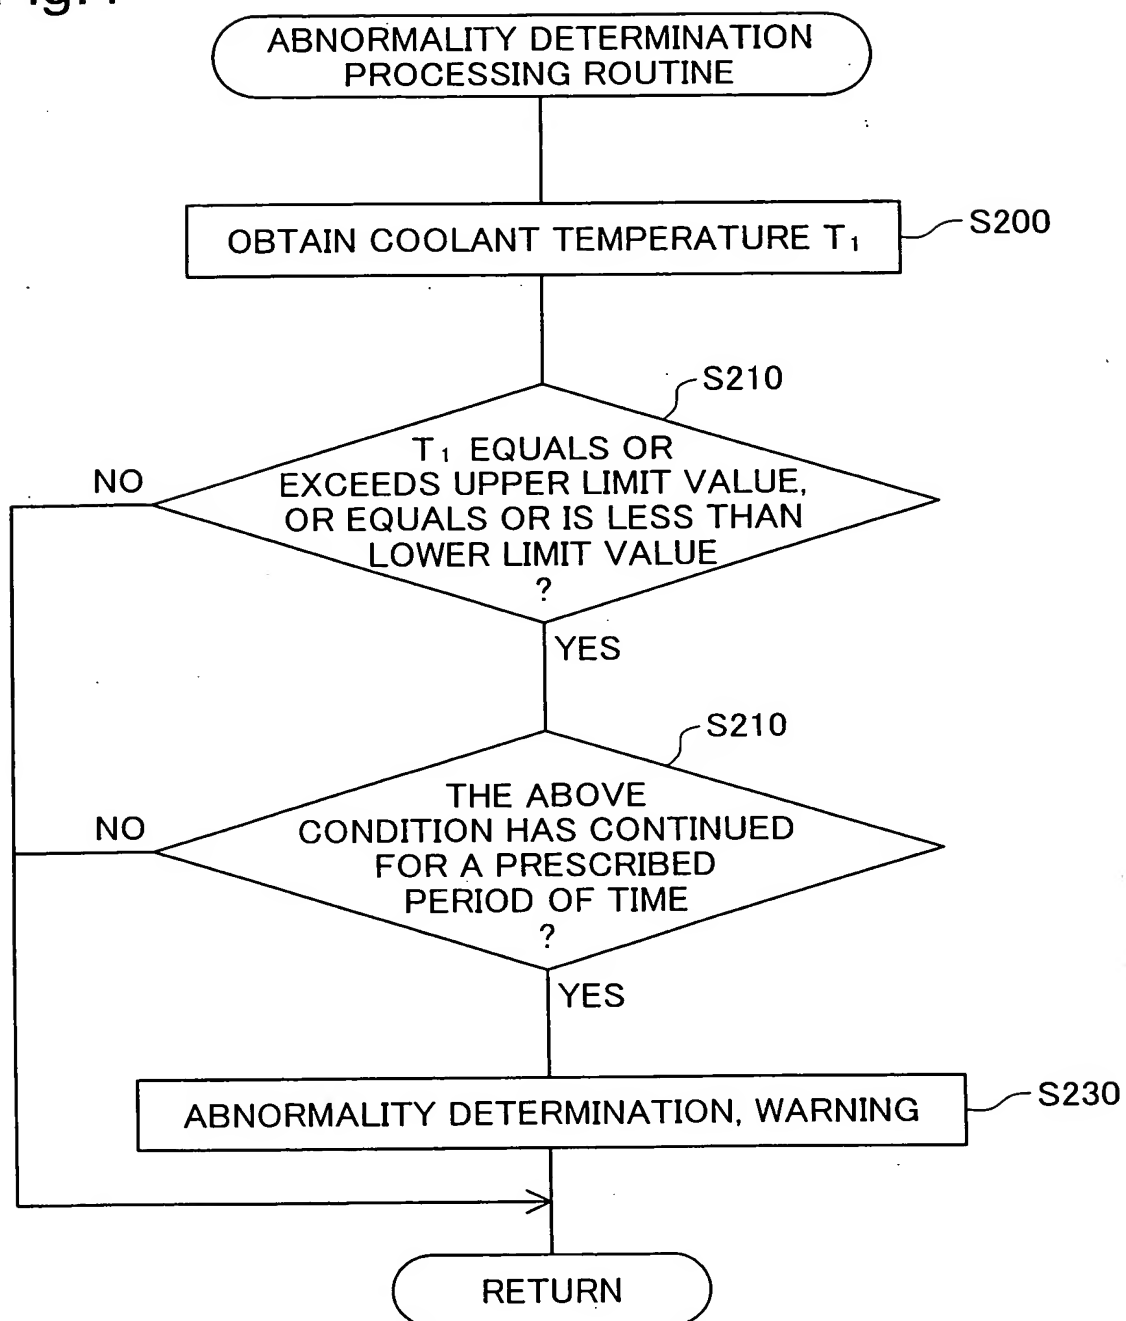 ABNORMALITY DETERMINATION
PROCESSING ROUTINE
OBTAIN COOLANT TEMPERATURE T₁
S200
S210
T₁ EQUALS OR
EXCEEDS UPPER LIMIT VALUE,
OR EQUALS OR IS LESS THAN
LOWER LIMIT VALUE
?
NO
YES
S210
THE ABOVE
CONDITION HAS CONTINUED
FOR A PRESCRIBED
PERIOD OF TIME
?
NO
YES
ABNORMALITY DETERMINATION, WARNING
S230
RETURN